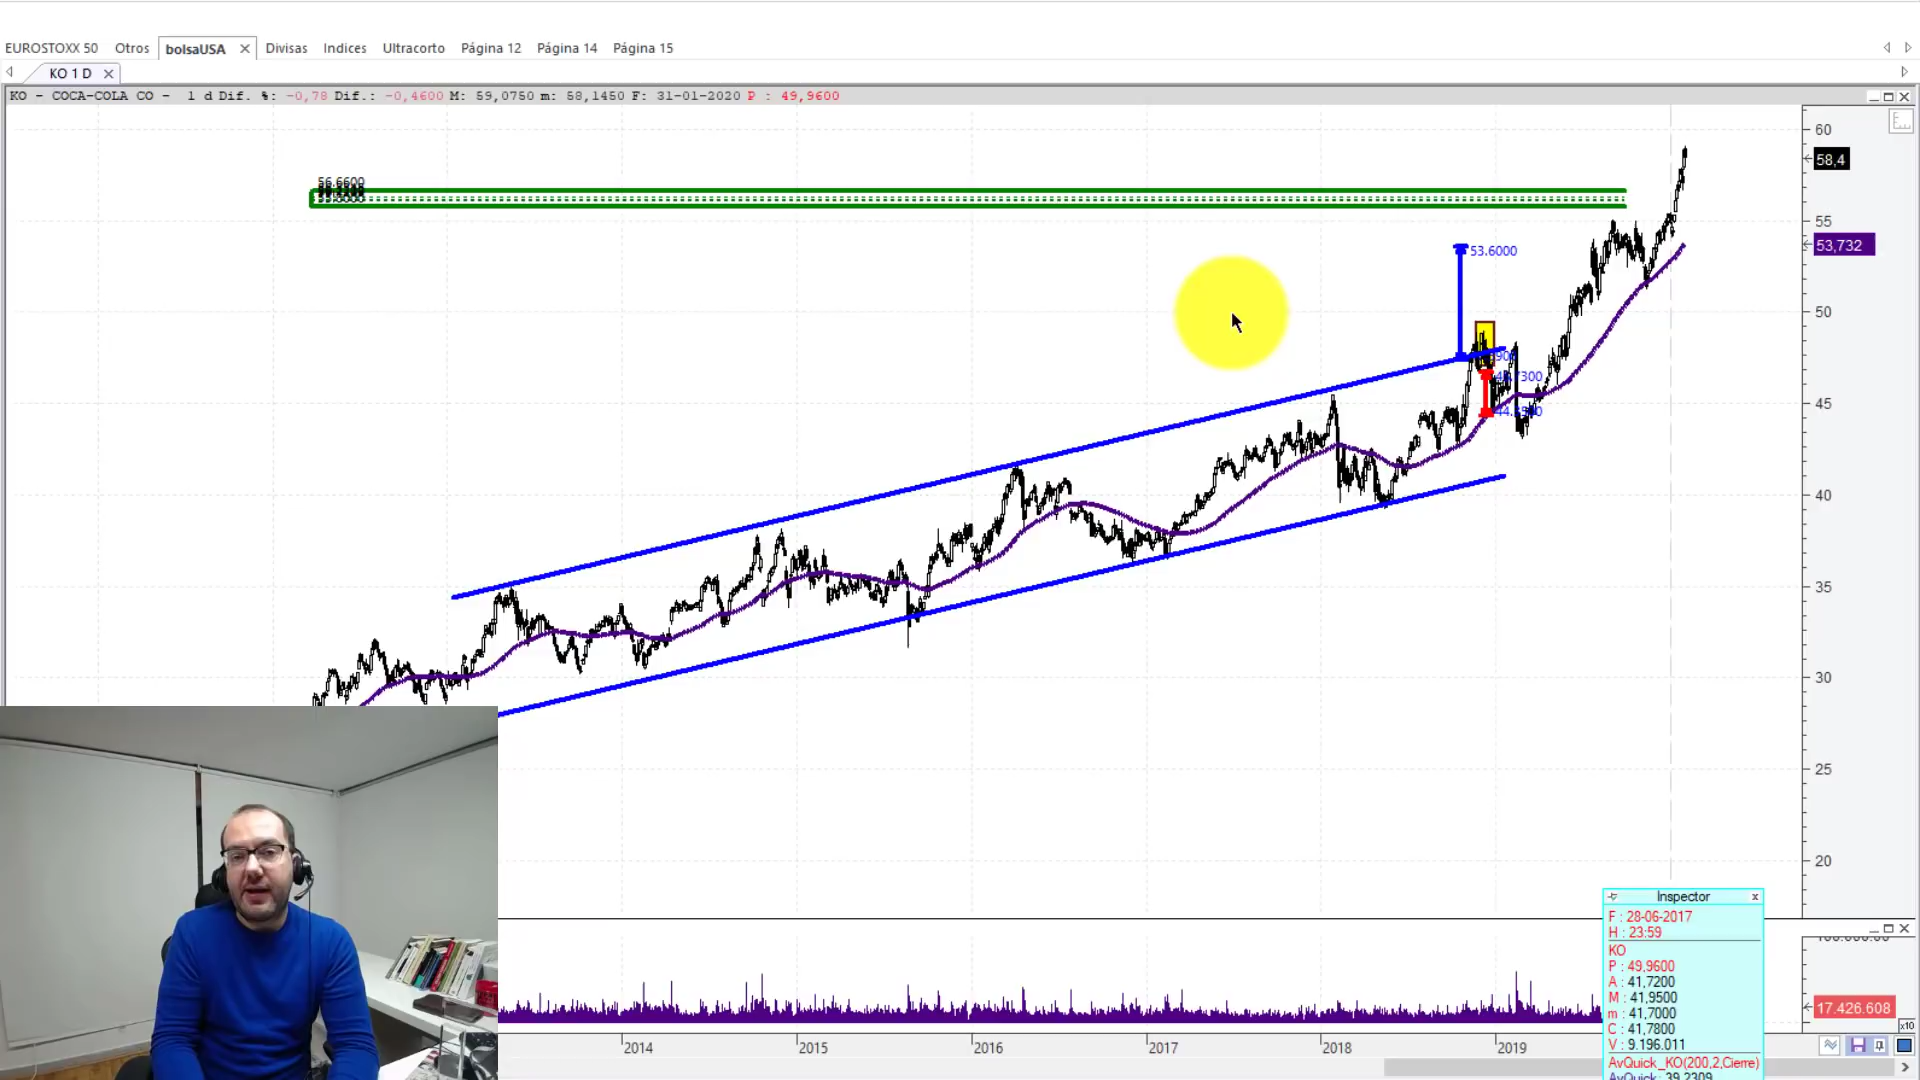 EUROSTOXX 50 Otros bolsaUSA Divisas Indices Ultracorto Página 12 Página 14 Página 15
KO 1 D
KO - COCA-COLA CO - 1 d Dif. %: -0,78 Dif.: -0,4600 M: 59,0750 m: 58,1450 F: 31-01-2020 P : 49,9600
60
58,4
56.6600
55
53,732
53.6000
50
45
40
35
30
25
20
Inspector
F : 28-06-2017
H : 23:59
KO
P : 49,9600
A : 41,7200
M : 41,9500
m : 41,7000
C : 41,7800
V : 9.196.011
AvQuick_KO(200,2,Cierre)
AvQuick: 39,2309
17.426.608
x10
2014 2015 2016 2017 2018 2019